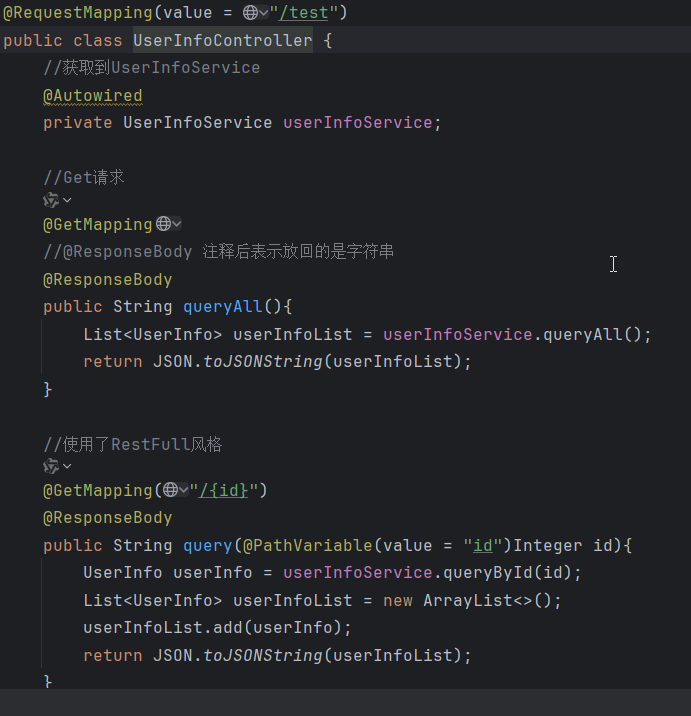 @RequestMapping(value = "/test")
public class UserInfoController {
//获取到UserInfoService
@Autowired
private UserInfoService userInfoService;
//Get请求
@GetMapping
//@ResponseBody 注释后表示放回的是字符串
@ResponseBody
public String queryAll(){
List<UserInfo> userInfoList = userInfoService.queryAll();
return JSON.toJSONString(userInfoList);
}
//使用了RestFull风格
@GetMapping("/{id}")
@ResponseBody
public String query(@PathVariable(value = "id")Integer id){
UserInfo userInfo = userInfoService.queryById(id);
List<UserInfo> userInfoList = new ArrayList<>();
userInfoList.add(userInfo);
return JSON.toJSONString(userInfoList);
}